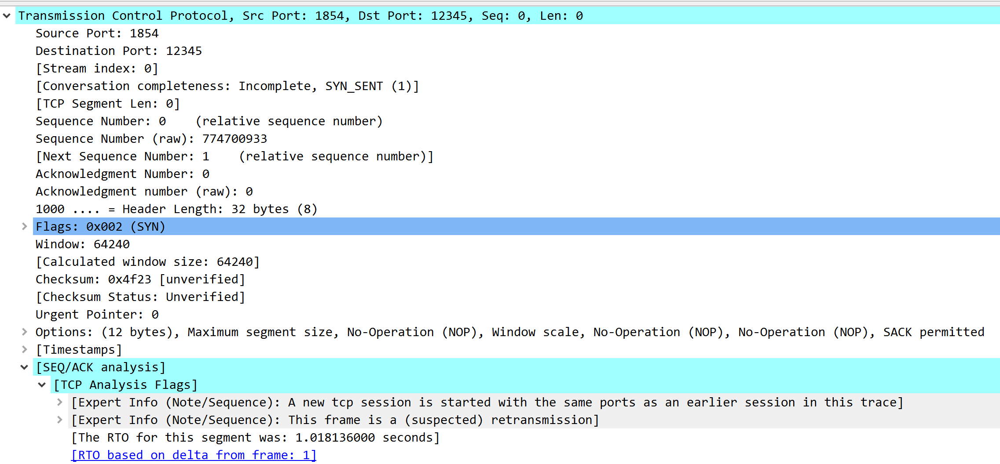 Transmission Control Protocol, Src Port: 1854, Dst Port: 12345, Seq: 0, Len: 0
Source Port: 1854
Destination Port: 12345
[Stream index: 0]
[Conversation completeness: Incomplete, SYN_SENT (1)]
[TCP Segment Len: 0]
Sequence Number: 0    (relative sequence number)
Sequence Number (raw): 774700933
[Next Sequence Number: 1    (relative sequence number)]
Acknowledgment Number: 0
Acknowledgment number (raw): 0
1000 .... = Header Length: 32 bytes (8)
Flags: 0x002 (SYN)
Window: 64240
[Calculated window size: 64240]
Checksum: 0x4f23 [unverified]
[Checksum Status: Unverified]
Urgent Pointer: 0
Options: (12 bytes), Maximum segment size, No-Operation (NOP), Window scale, No-Operation (NOP), No-Operation (NOP), SACK permitted
[Timestamps]
[SEQ/ACK analysis]
[TCP Analysis Flags]
[Expert Info (Note/Sequence): A new tcp session is started with the same ports as an earlier session in this trace]
[Expert Info (Note/Sequence): This frame is a (suspected) retransmission]
[The RTO for this segment was: 1.018136000 seconds]
[RTO based on delta from frame: 1]